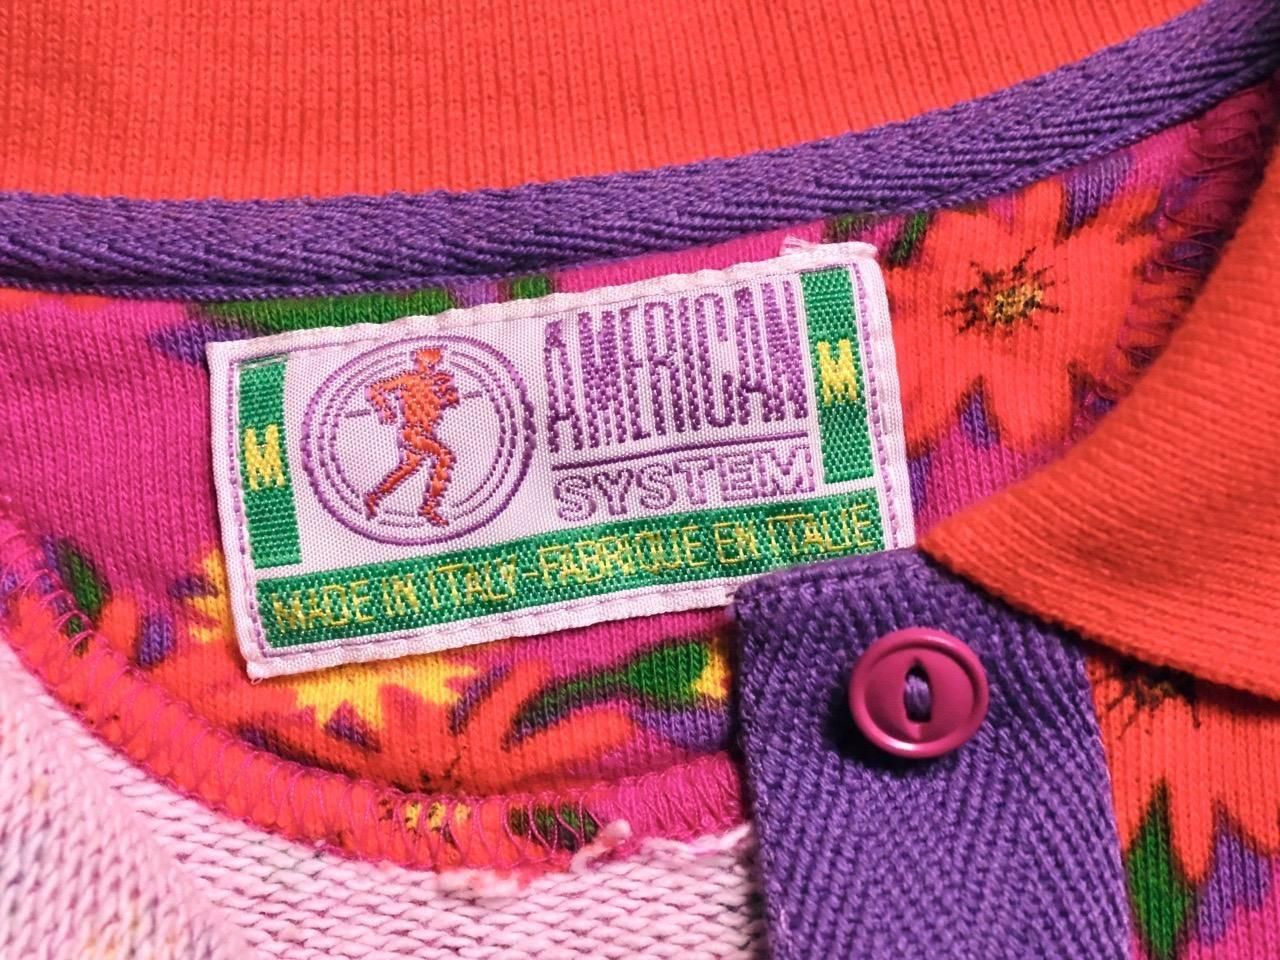 AMERICAN
M
M
SYSTEM
MADE IN ITALY-FABRIQUE EN ITALIE